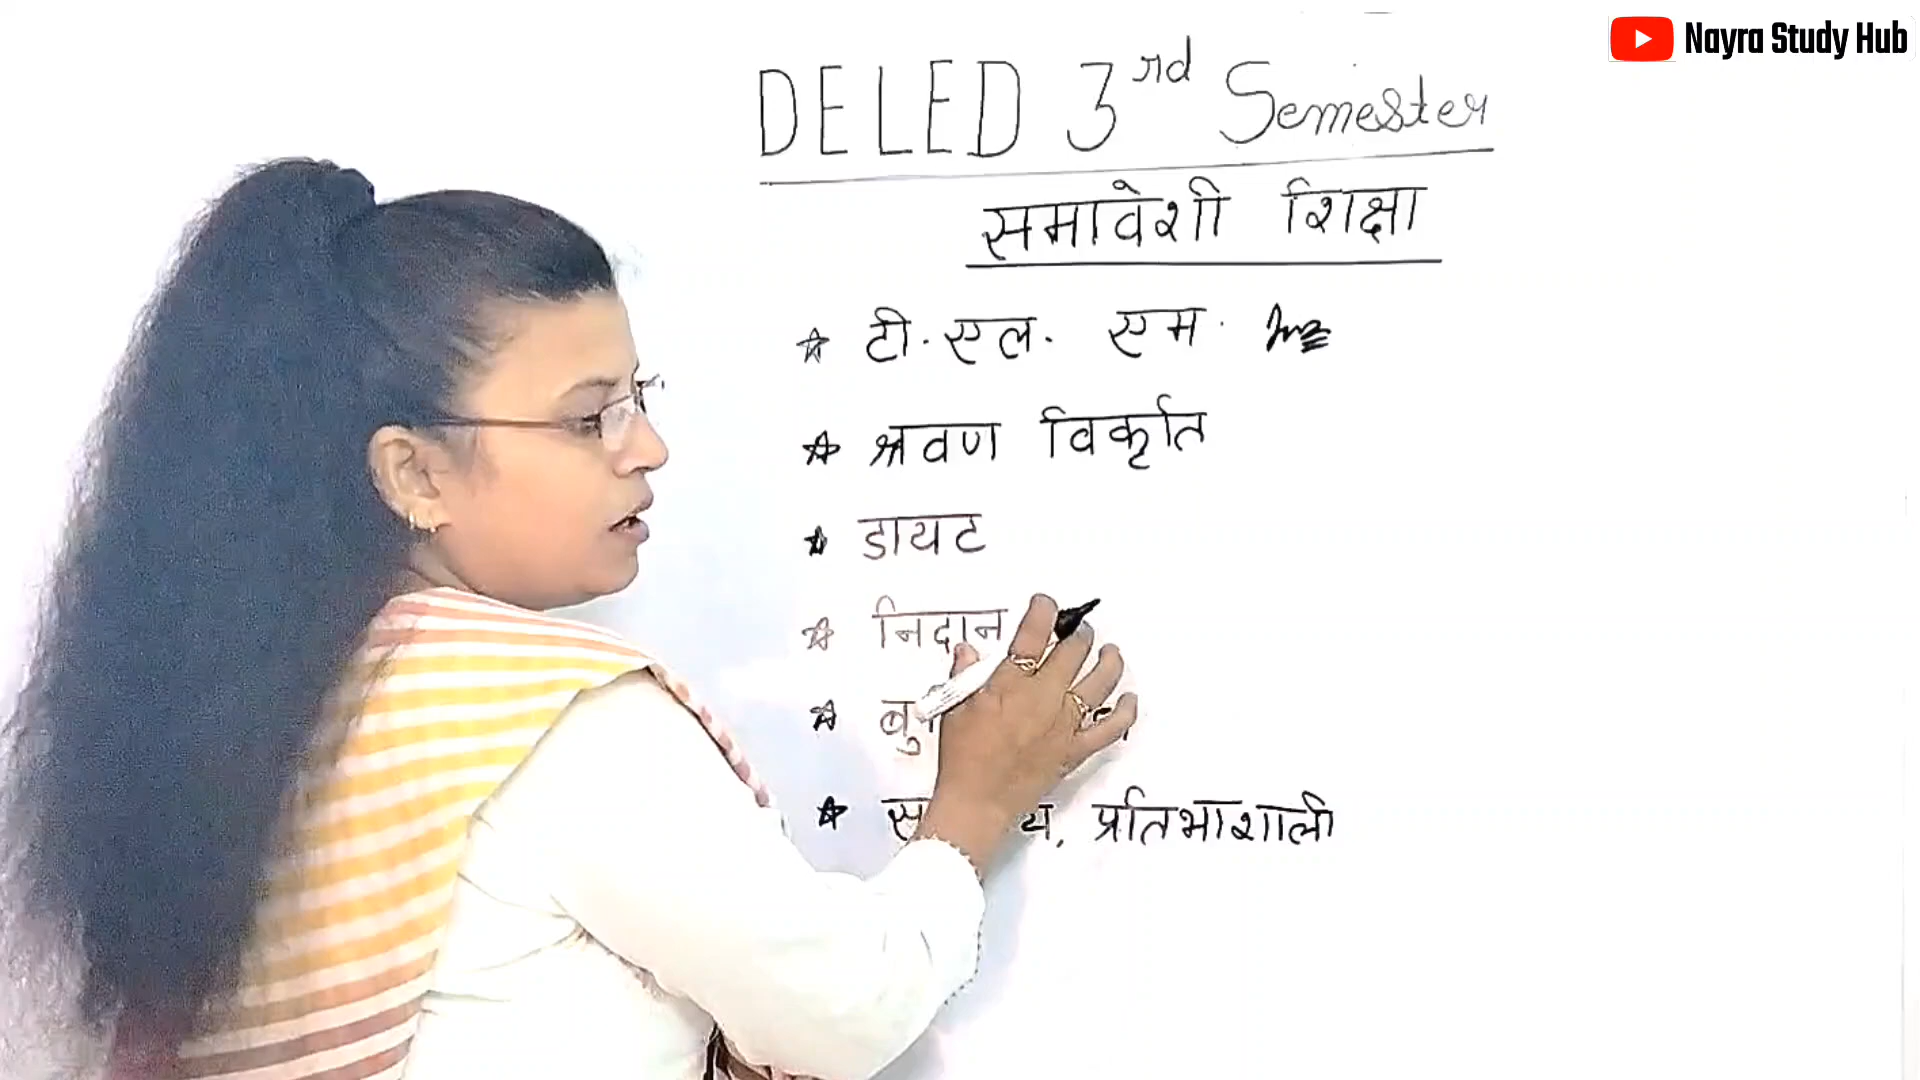 Nayra Study Hub
DELED 3rd Semester
समावेशी शिक्षा
टी. एल. एम.
श्रवण विकृति
डायट
निदान
प्रतिभाशाली